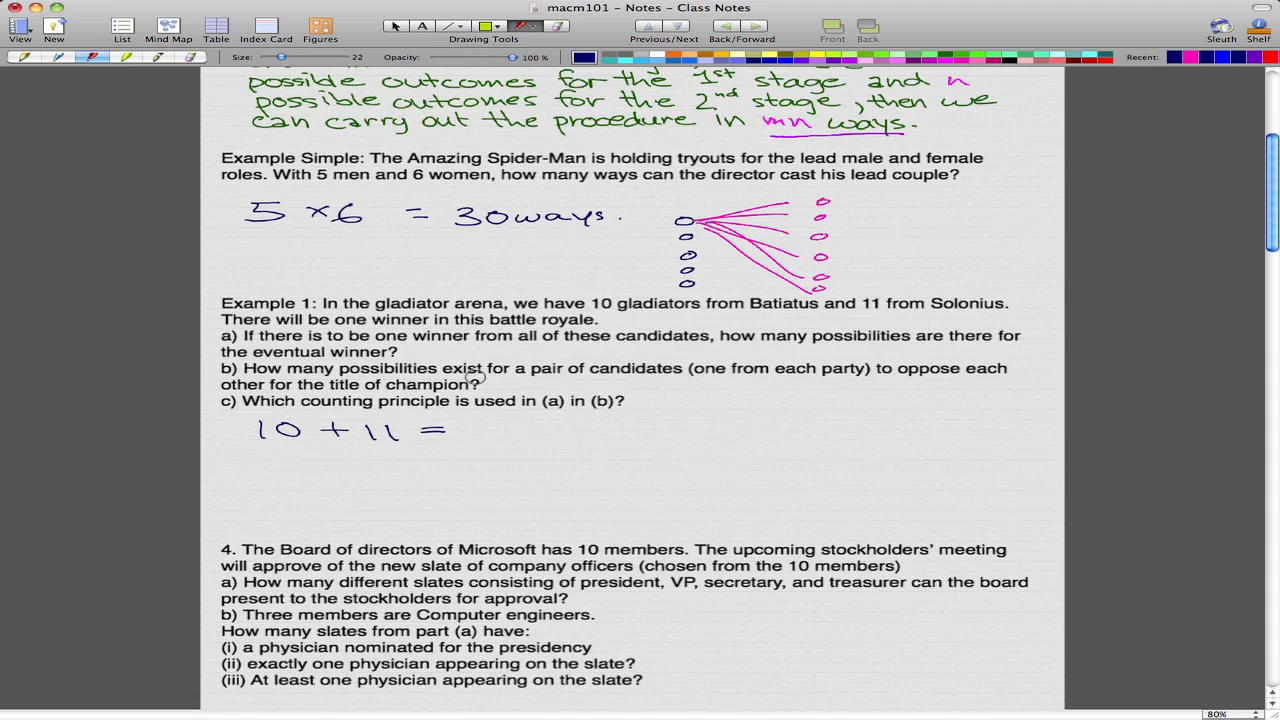 macm101 - Notes - Class Notes
View New List Mind Map Table Index Card Figures Drawing Tools Previous/Next Back/Forward Front Back Sleuth Shelf
Size: 22 Opacity: 100 % Recent:
possible outcomes for the 1st stage and n
possible outcomes for the 2nd stage, then we
can carry out the procedure in mn ways.
Example Simple: The Amazing Spider-Man is holding tryouts for the lead male and female
roles. With 5 men and 6 women, how many ways can the director cast his lead couple?
5 × 6 = 30 ways.
Example 1: In the gladiator arena, we have 10 gladiators from Batiatus and 11 from Solonius.
There will be one winner in this battle royale.
a) If there is to be one winner from all of these candidates, how many possibilities are there for
the eventual winner?
b) How many possibilities exist for a pair of candidates (one from each party) to oppose each
other for the title of champion?
c) Which counting principle is used in (a) in (b)?
10 + 11 =
4. The Board of directors of Microsoft has 10 members. The upcoming stockholders' meeting
will approve of the new slate of company officers (chosen from the 10 members)
a) How many different slates consisting of president, VP, secretary, and treasurer can the board
present to the stockholders for approval?
b) Three members are Computer engineers.
How many slates from part (a) have:
(i) a physician nominated for the presidency
(ii) exactly one physician appearing on the slate?
(iii) At least one physician appearing on the slate?
80%